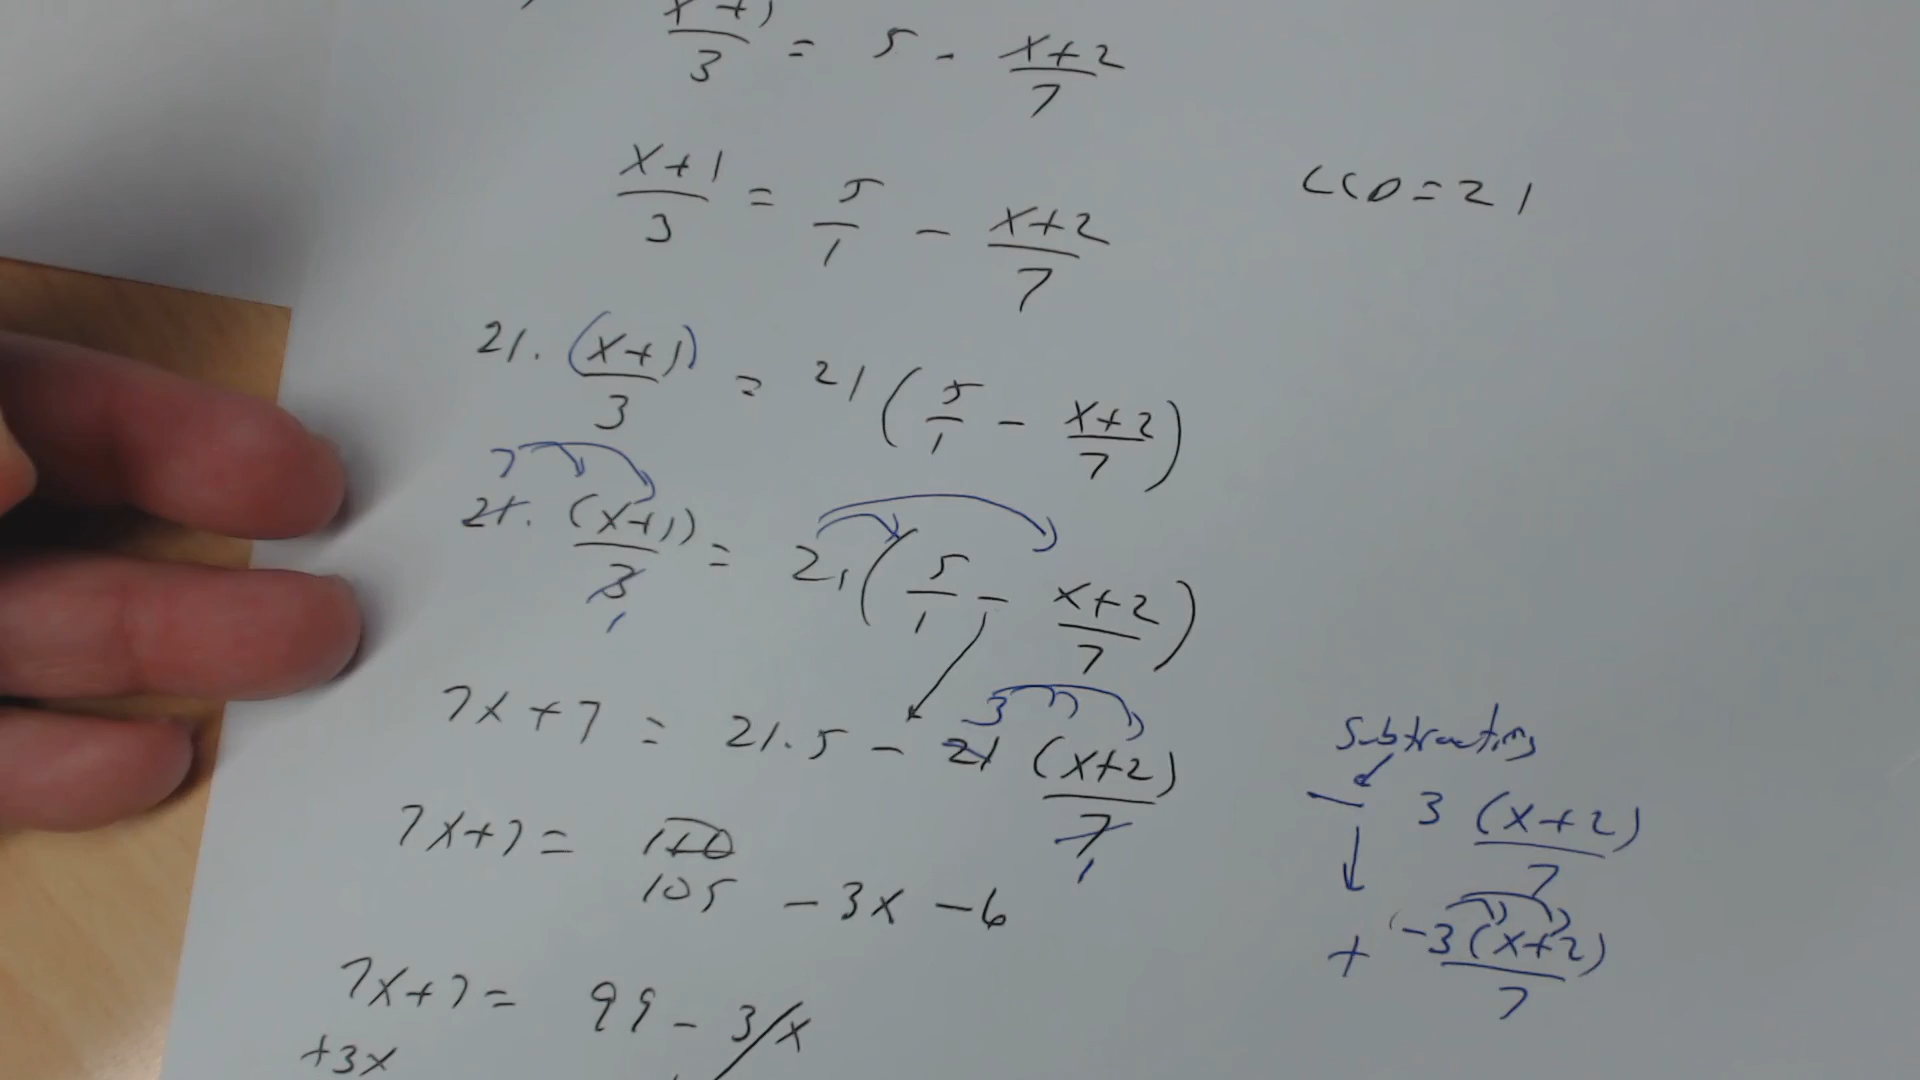 x+1/3 = 5 - x+2/7
x+1/3 = 5/1 - x+2/7
LCD = 21
21 · (x+1)/3 = 21 (5/1 - x+2/7)
7
21 · (x+1)/3 = 21 (5/1 - x+2/7)
1
3
7x+7 = 21·5 - 21 (x+2)/7
1
Subtracting
- 3 (x+2)/7
7x+7 = 105 - 3x - 6
+ -3(x+2)/7
7x+7 = 99 - 3x
+3x